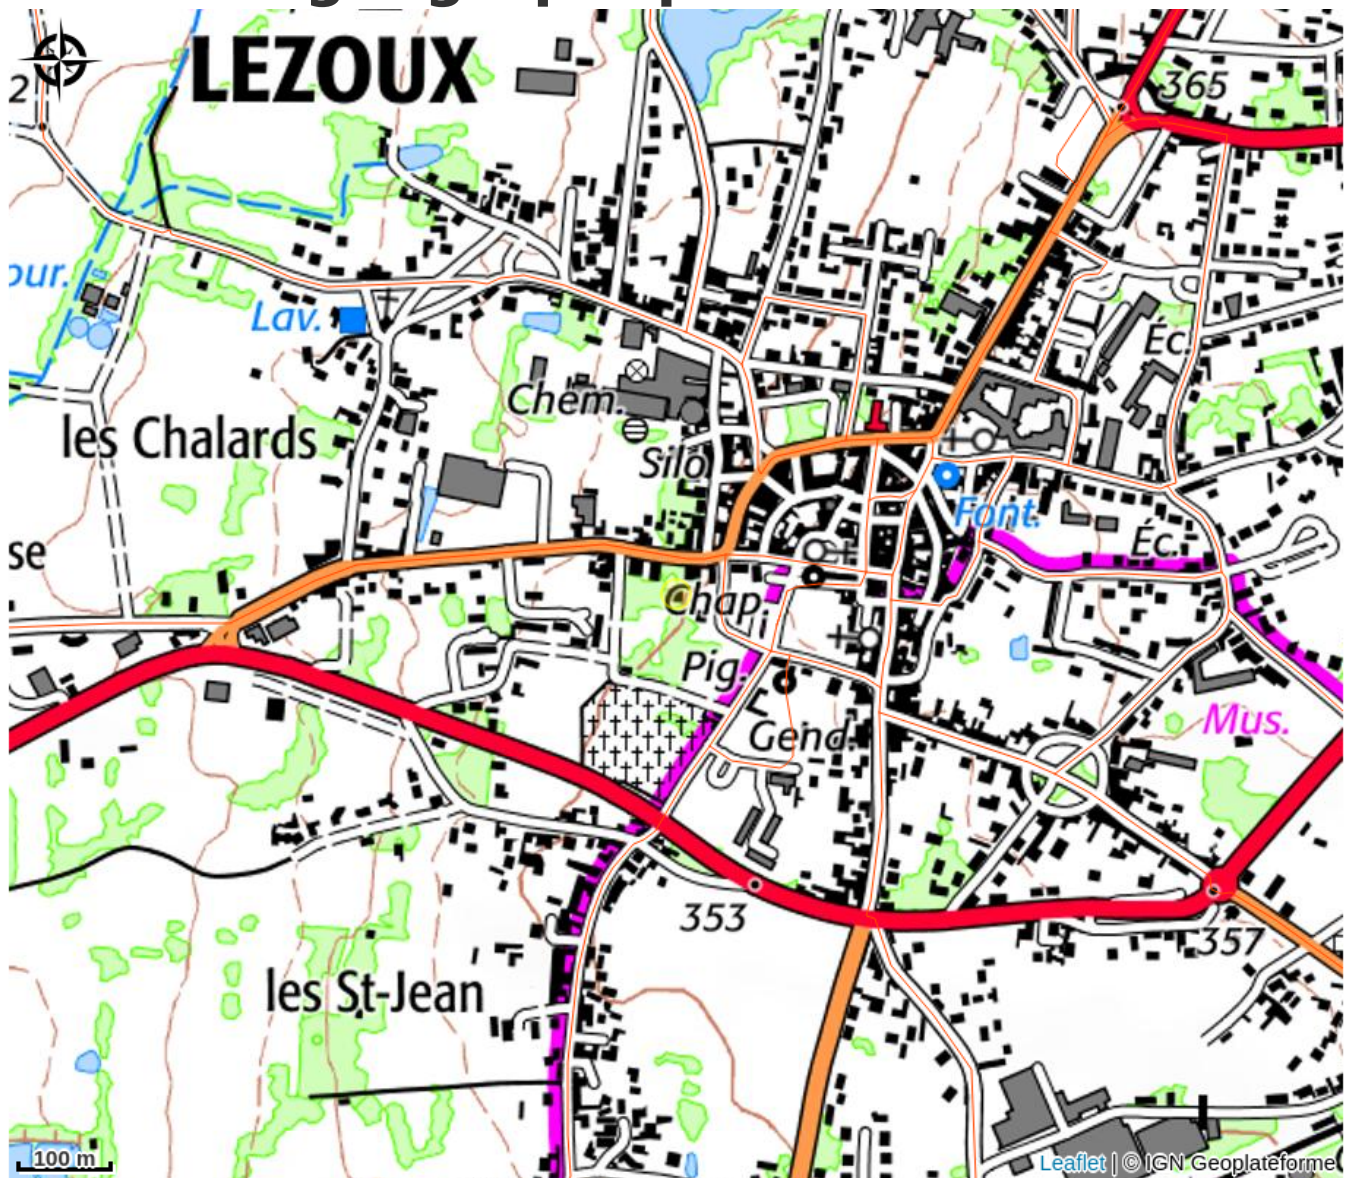 LEZOUX
365
2
our.
Lav.
Éc.
Chem.
les Chalards
Silo
Font.
se
Éc.
Chap.
Pig.
Mus.
Gend.
353
357
les St-Jean
100 m
Leaflet | © IGN Geoplateforme